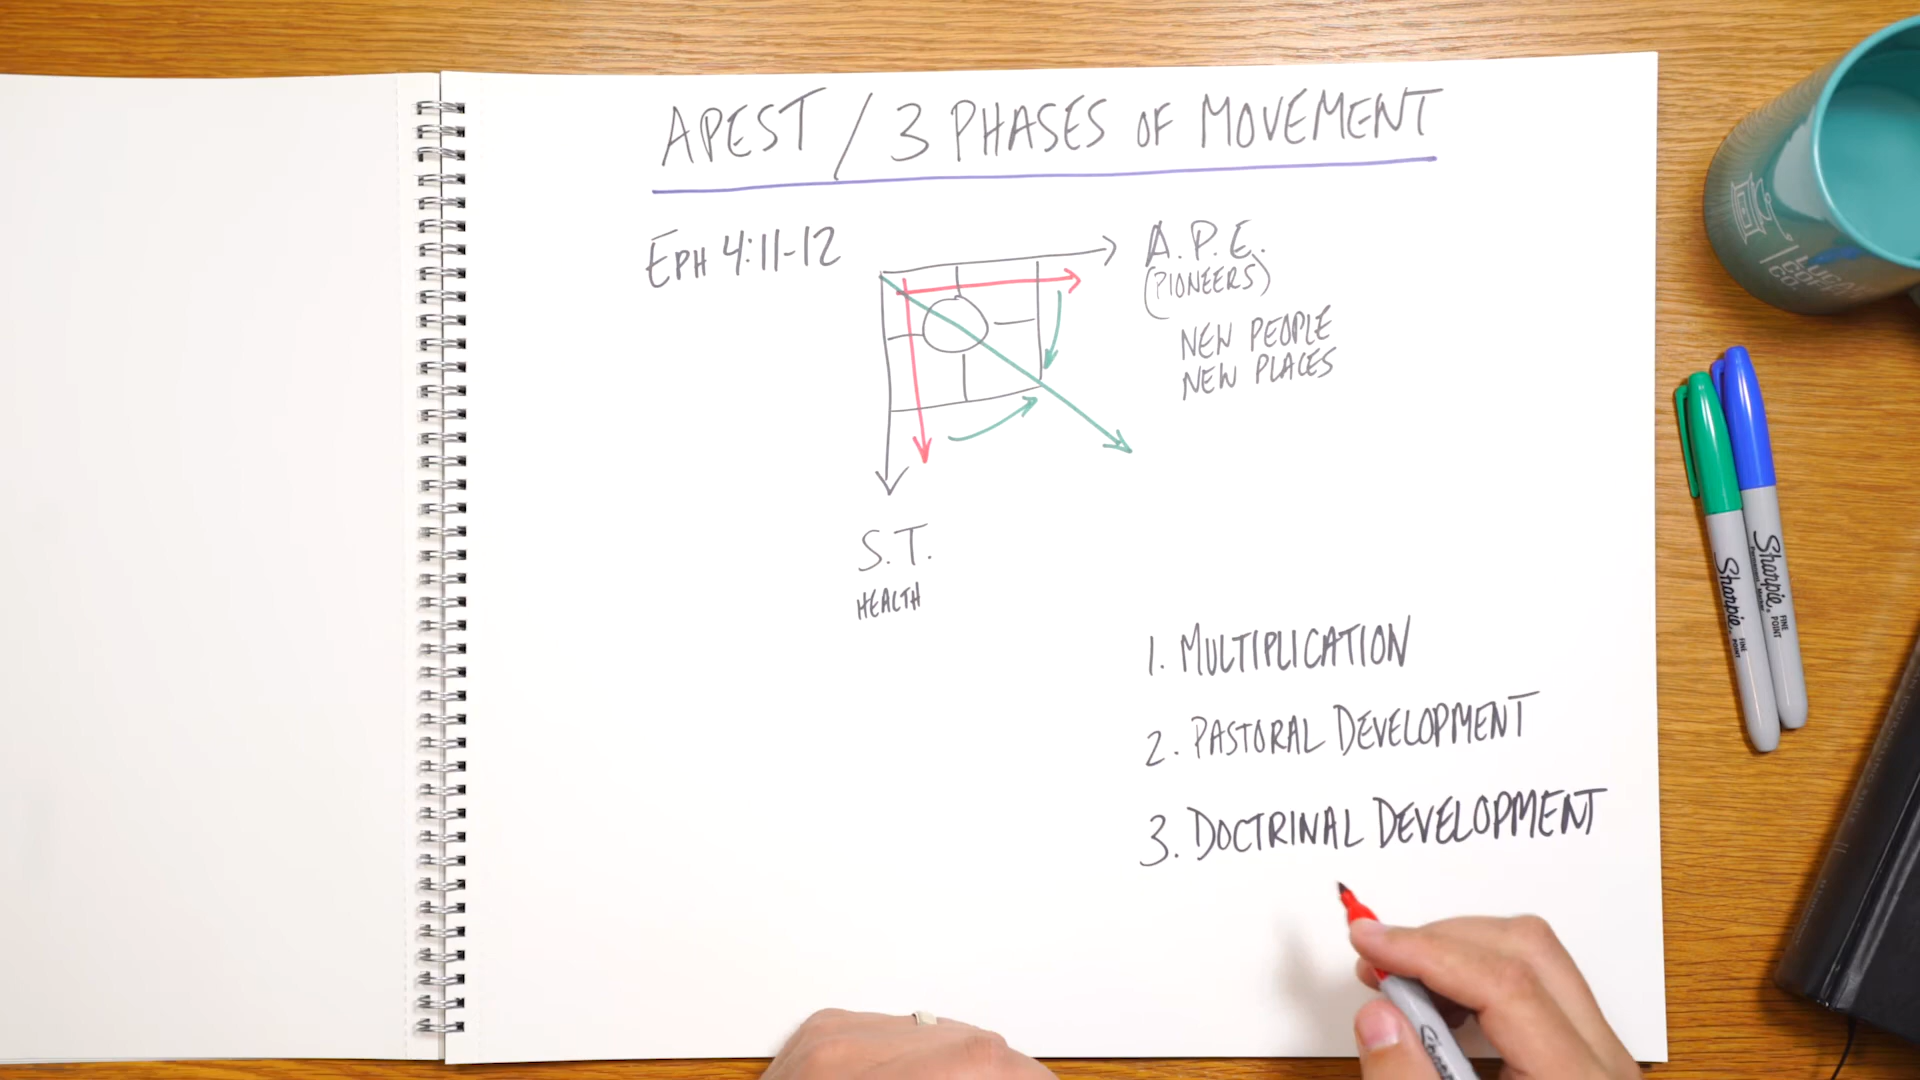 APEST / 3 PHASES OF MOVEMENT
EPH 4:11-12
A.P.E.
(PIONEERS)
NEW PEOPLE
NEW PLACES
S.T.
HEALTH
1. MULTIPLICATION
2. PASTORAL DEVELOPMENT
3. DOCTRINAL DEVELOPMENT
Sharpie
FINE
POINT
Sharpie
FINE
POINT